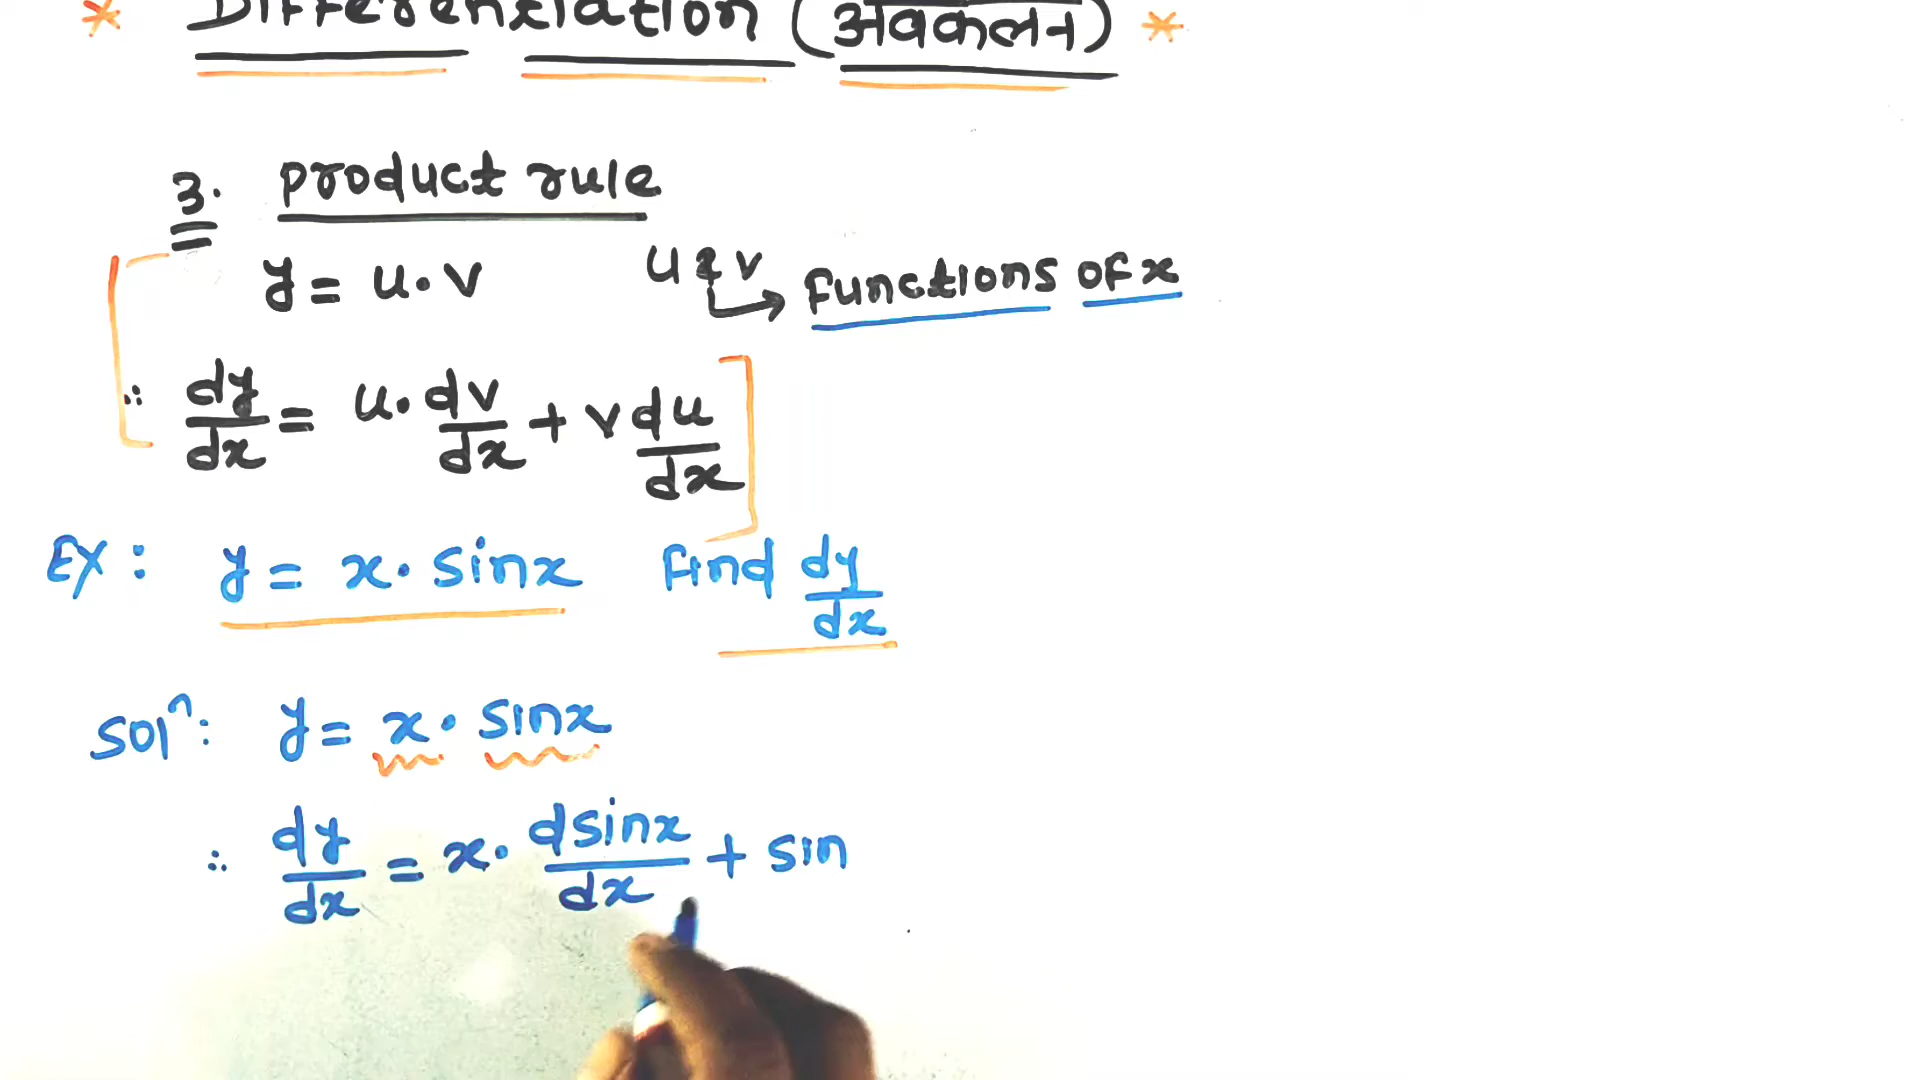 * Differentiation (अवकलन) *
3. product rule
y = u·v u & v → functions of x
∴ dy/dx = u·dv/dx + v du/dx
EX: y = x·sinx Find dy/dx
Solⁿ: y = x·sinx
∴ dy/dx = x·dsinx/dx + sin